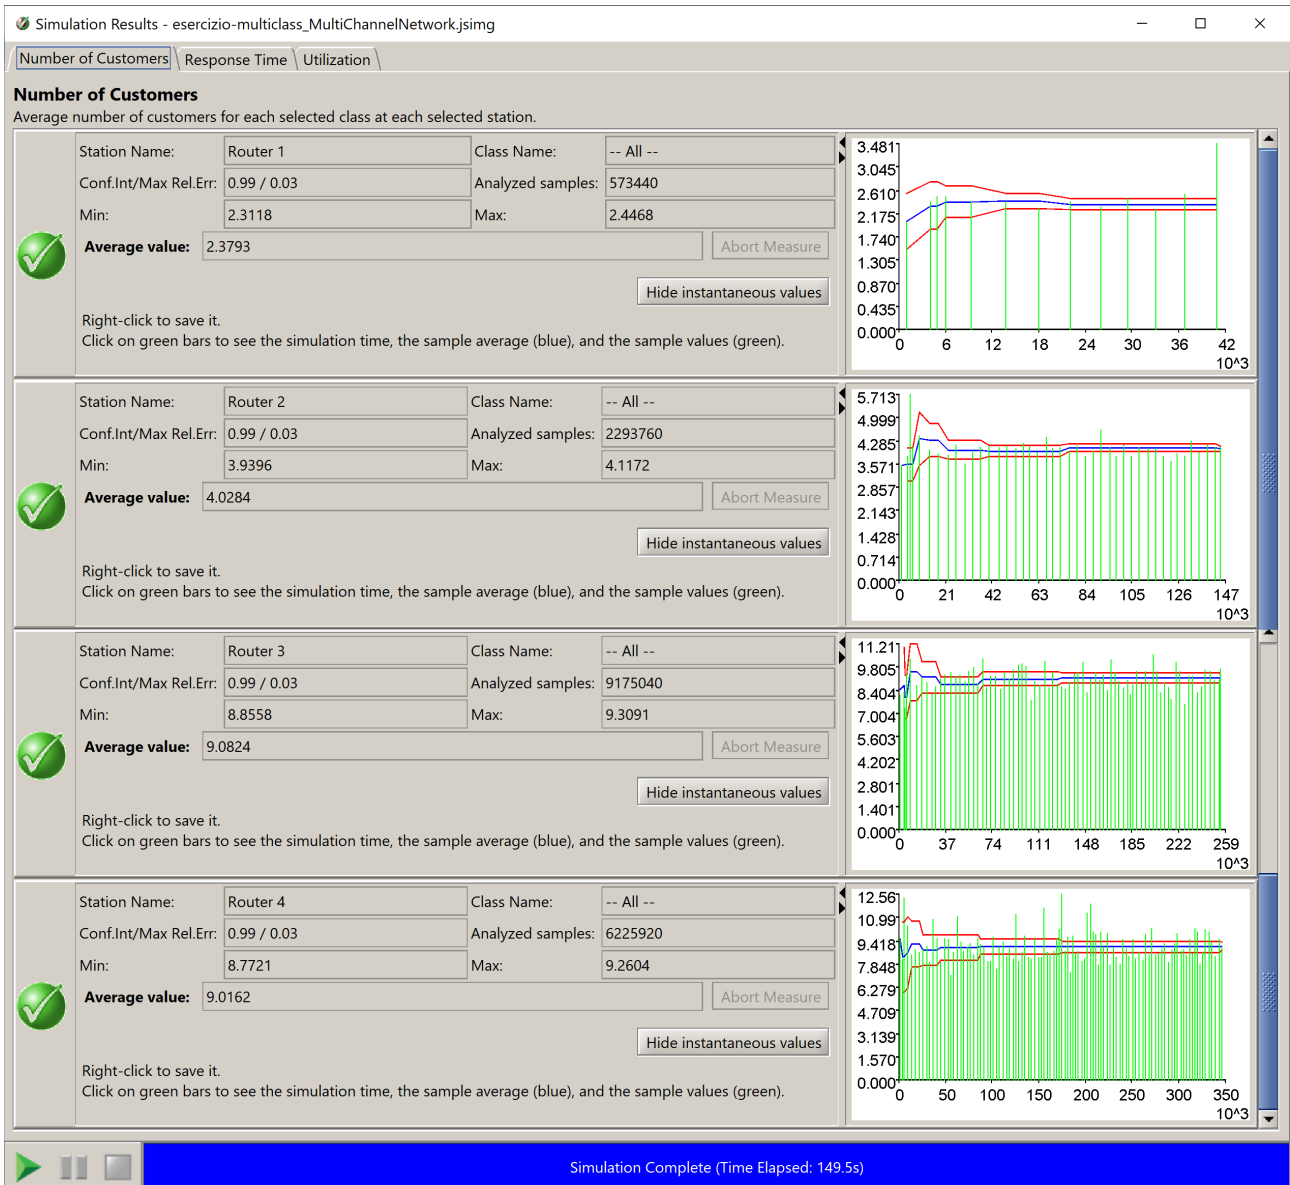 Simulation Results - esercizio-multiclass_MultiChannelNetwork.jsimg
Number of Customers Response Time Utilization
Number of Customers
Average number of customers for each selected class at each selected station.
Station Name: Router 1 Class Name: -- All --
Conf.Int/Max Rel.Err: 0.99 / 0.03 Analyzed samples: 573440
Min: 2.3118 Max: 2.4468
Average value: 2.3793 Abort Measure
Hide instantaneous values
Right-click to save it.
Click on green bars to see the simulation time, the sample average (blue), and the sample values (green).
3.481
3.045
2.610
2.175
1.740
1.305
0.870
0.435
0.000
0 6 12 18 24 30 36 42
10^3
Station Name: Router 2 Class Name: -- All --
Conf.Int/Max Rel.Err: 0.99 / 0.03 Analyzed samples: 2293760
Min: 3.9396 Max: 4.1172
Average value: 4.0284 Abort Measure
Hide instantaneous values
Right-click to save it.
Click on green bars to see the simulation time, the sample average (blue), and the sample values (green).
5.713
4.999
4.285
3.571
2.857
2.143
1.428
0.714
0.000
0 21 42 63 84 105 126 147
10^3
Station Name: Router 3 Class Name: -- All --
Conf.Int/Max Rel.Err: 0.99 / 0.03 Analyzed samples: 9175040
Min: 8.8558 Max: 9.3091
Average value: 9.0824 Abort Measure
Hide instantaneous values
Right-click to save it.
Click on green bars to see the simulation time, the sample average (blue), and the sample values (green).
11.21
9.805
8.404
7.004
5.603
4.202
2.801
1.401
0.000
0 37 74 111 148 185 222 259
10^3
Station Name: Router 4 Class Name: -- All --
Conf.Int/Max Rel.Err: 0.99 / 0.03 Analyzed samples: 6225920
Min: 8.7721 Max: 9.2604
Average value: 9.0162 Abort Measure
Hide instantaneous values
Right-click to save it.
Click on green bars to see the simulation time, the sample average (blue), and the sample values (green).
12.56
10.99
9.418
7.848
6.279
4.709
3.139
1.570
0.000
0 50 100 150 200 250 300 350
10^3
Simulation Complete (Time Elapsed: 149.5s)